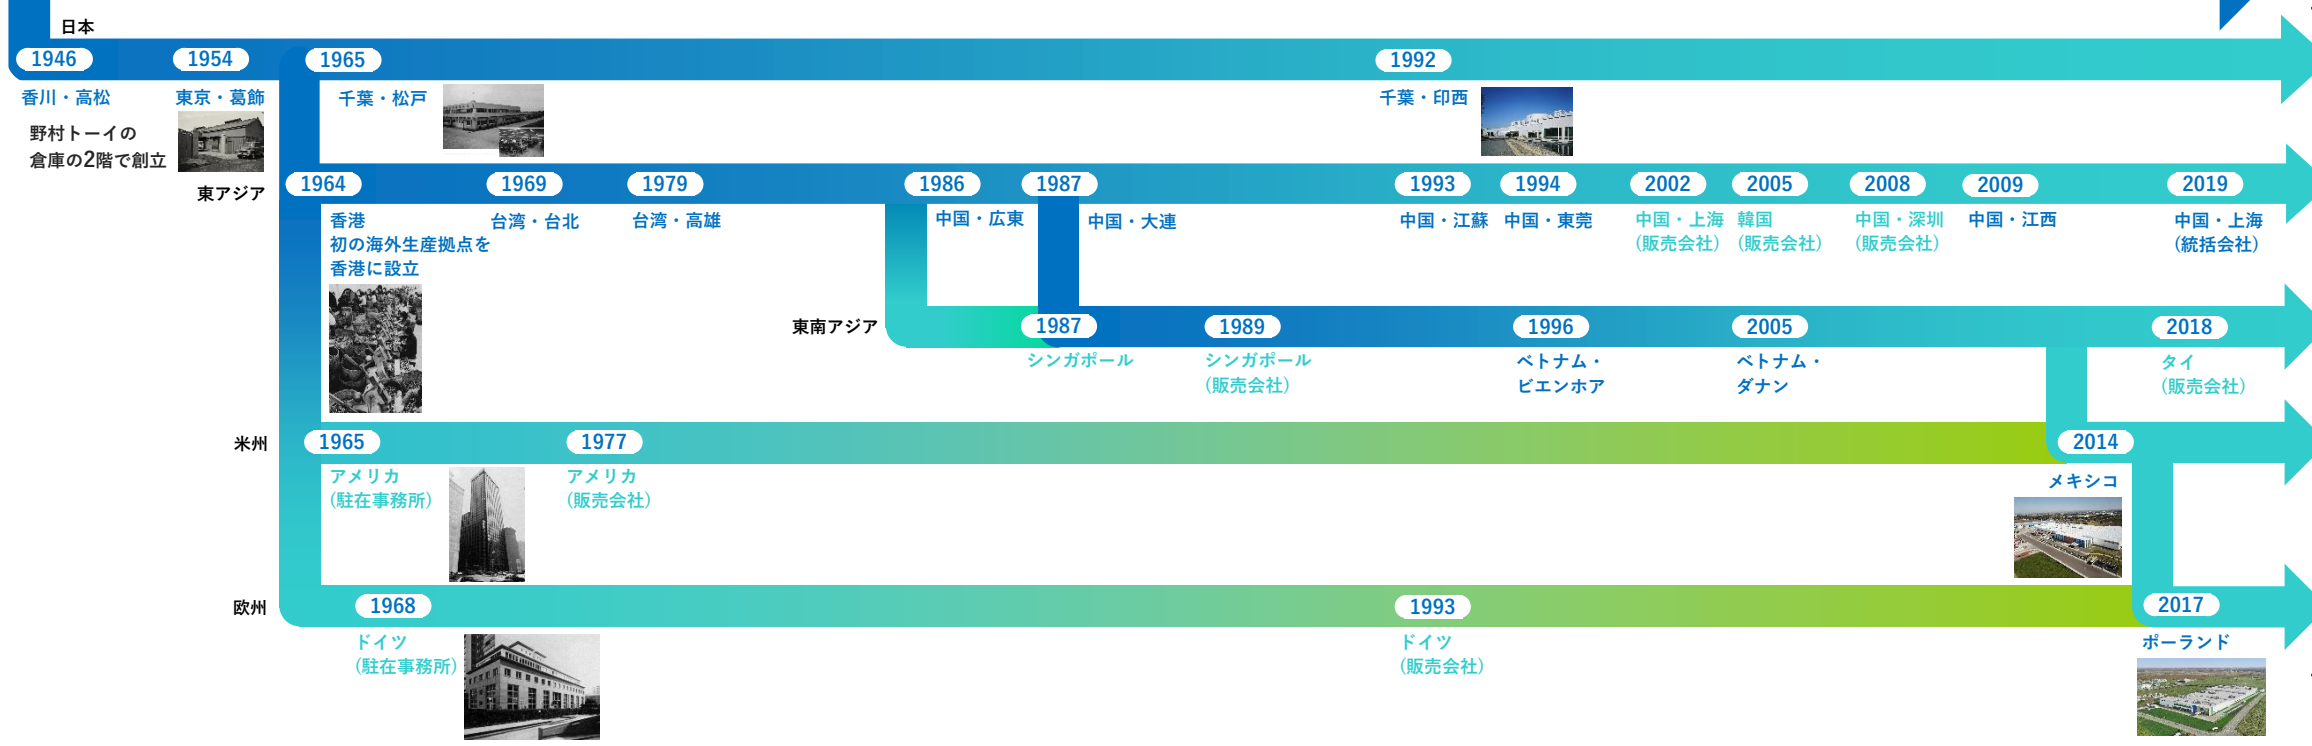 日本
1946
1954
1965
1992
香川・高松
東京・葛飾
千葉・松戸
千葉・印西
野村トーイの
倉庫の2階で創立
東アジア
1964
1969
1979
1986
1987
1993
1994
2002
2005
2008
2009
2019
香港
初の海外生産拠点を
香港に設立
台湾・台北
台湾・高雄
中国・広東
中国・大連
中国・江蘇
中国・東莞
中国・上海
(販売会社)
韓国
(販売会社)
中国・深圳
(販売会社)
中国・江西
中国・上海
(統括会社)
東南アジア
1987
1989
1996
2005
2018
シンガポール
シンガポール
(販売会社)
ベトナム・
ビエンホア
ベトナム・
ダナン
タイ
(販売会社)
米州
1965
1977
2014
アメリカ
(駐在事務所)
アメリカ
(販売会社)
メキシコ
欧州
1968
1993
2017
ドイツ
(駐在事務所)
ドイツ
(販売会社)
ポーランド